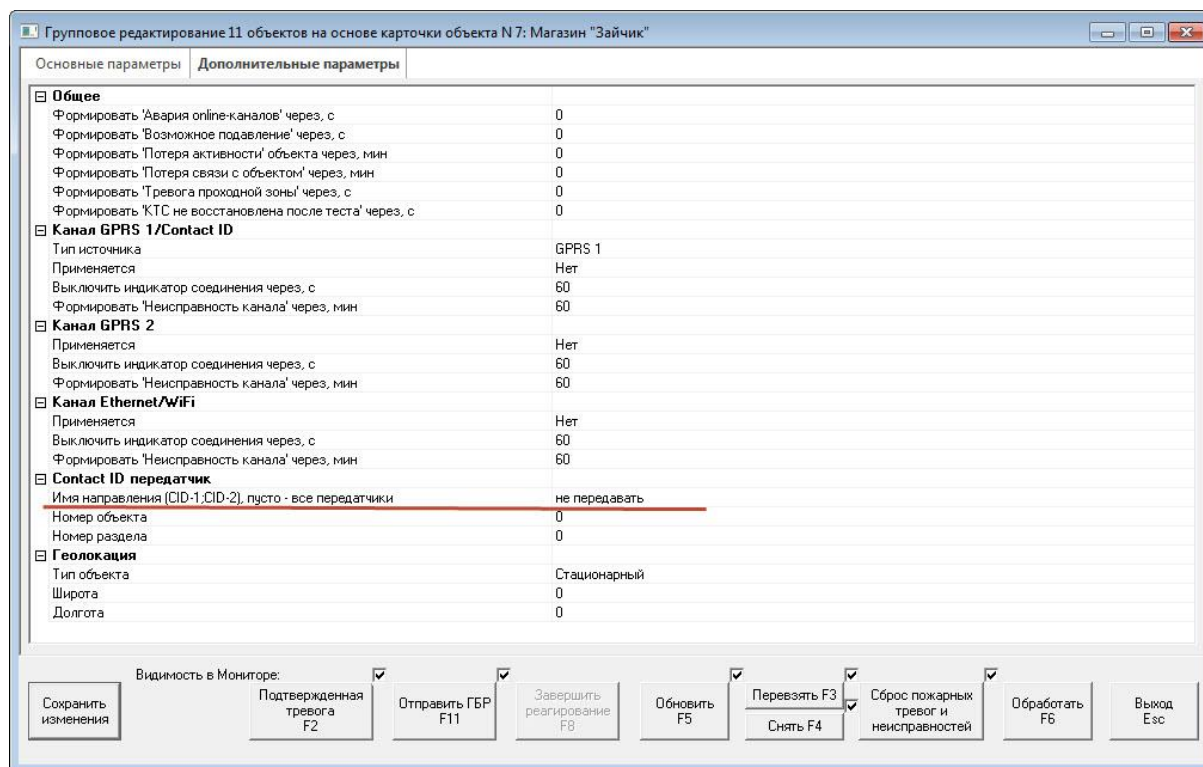 Групповое редактирование 11 объектов на основе карточки объекта N 7: Магазин "Зайчик"
Основные параметры Дополнительные параметры
Общее
Формировать 'Авария online-каналов' через, с 0
Формировать 'Возможное подавление' через, с 0
Формировать 'Потеря активности' объекта через, мин 0
Формировать 'Потеря связи с объектом' через, мин 0
Формировать 'Тревога проходной зоны' через, с 0
Формировать 'КТС не восстановлена после теста' через, с 0
Канал GPRS 1/Contact ID
Тип источника GPRS 1
Применяется Нет
Выключить индикатор соединения через, с 60
Формировать 'Неисправность канала' через, мин 60
Канал GPRS 2
Применяется Нет
Выключить индикатор соединения через, с 60
Формировать 'Неисправность канала' через, мин 60
Канал Ethernet/WiFi
Применяется Нет
Выключить индикатор соединения через, с 60
Формировать 'Неисправность канала' через, мин 60
Contact ID передатчик
Имя направления (CID-1;CID-2), пусто - все передатчики не передавать
Номер объекта 0
Номер раздела 0
Геолокация
Тип объекта Стационарный
Широта 0
Долгота 0
Видимость в Мониторе:
Сохранить изменения
Подтвержденная тревога F2
Отправить ГБР F11
Завершить реагирование F8
Обновить F5
Перевзять F3
Снять F4
Сброс пожарных тревог и неисправностей
Обработать F6
Выход Esc